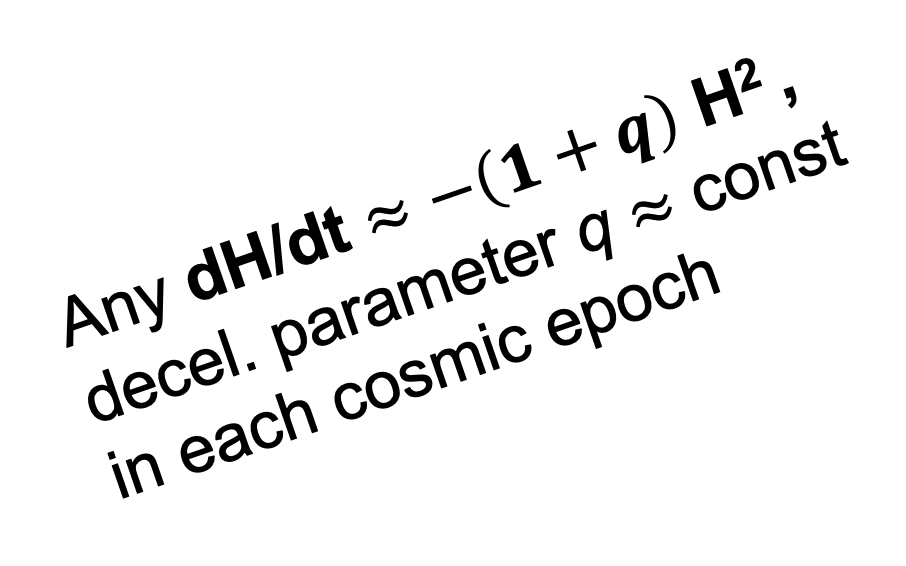 Any dH/dt ≈ −(1 + q) H² ,
decel. parameter q ≈ const
in each cosmic epoch